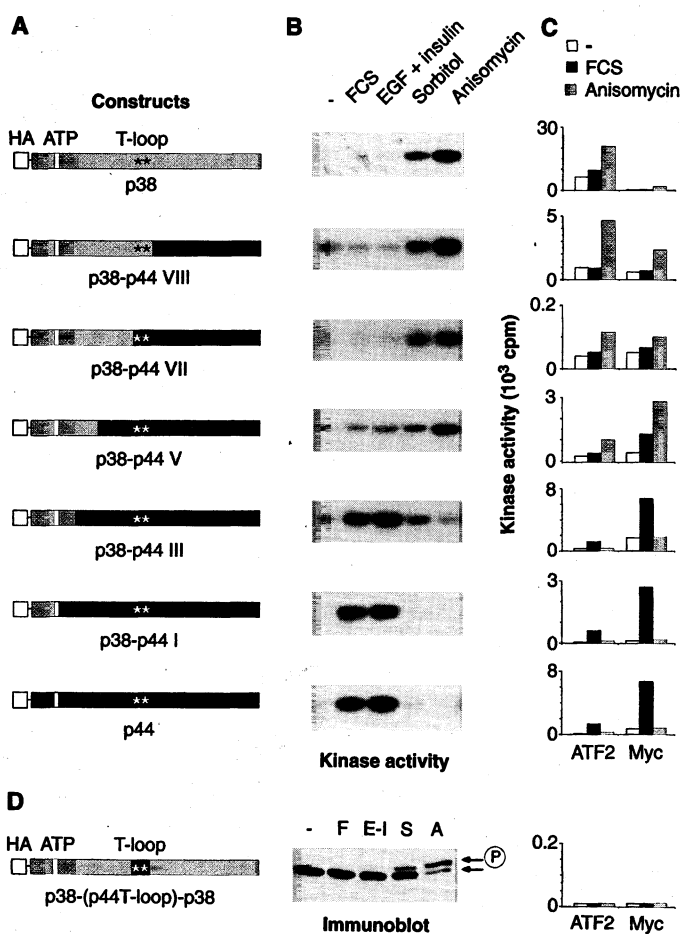 A
B
C
- FCS EGF + insulin Sorbitol Anisomycin
-
FCS
Anisomycin
Constructs
HA ATP T-loop
**
p38
30
0
**
p38-p44 VIII
5
0
**
p38-p44 VII
0.2
0
**
p38-p44 V
3
0
**
p38-p44 III
8
0
**
p38-p44 I
3
0
**
p44
8
0
Kinase activity (10³ cpm)
Kinase activity
ATF2 Myc
D
HA ATP T-loop
**
p38-(p44T-loop)-p38
- F E-I S A
P
Immunoblot
0.2
0
ATF2 Myc